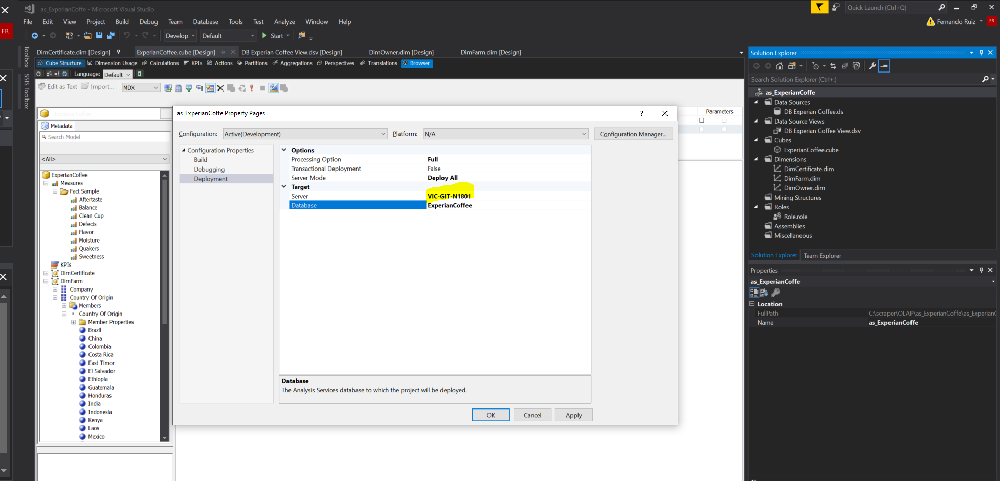 as_ExperianCoffe - Microsoft Visual Studio
Quick Launch (Ctrl+Q)
FR
File Edit View Project Build Debug Team Database Tools Test Analyze Window Help
Fernando Ruiz FR
Develop Default Start
Toolbox
SSIS Toolbox
DimCertificate.dim [Design] ExperianCoffee.cube [Design] DB Experian Coffee View.dsv [Design] DimOwner.dim [Design] DimFarm.dim [Design]
Cube Structure Dimension Usage Calculations KPIs Actions Partitions Aggregations Perspectives Translations Browser
Language: Default
Edit as Text Import... MDX
ExperianCoffee
Metadata
Search Model
<All>
ExperianCoffee
Measures
Fact Sample
Aftertaste
Balance
Clean Cup
Defects
Flavor
Moisture
Quakers
Sweetness
KPIs
DimCertificate
DimFarm
Company
Country Of Origin
Members
Country Of Origin
Member Properties
Brazil
China
Colombia
Costa Rica
East Timor
El Salvador
Ethiopia
Guatemala
Honduras
India
Indonesia
Kenya
Laos
Mexico
Parameters
as_ExperianCoffe Property Pages
Configuration: Active(Development) Platform: N/A Configuration Manager...
Configuration Properties
Build
Debugging
Deployment
Options
Processing Option Full
Transactional Deployment False
Server Mode Deploy All
Target
Server VIC-GIT-N1801
Database ExperianCoffee
Database
The Analysis Services database to which the project will be deployed.
OK Cancel Apply
Solution Explorer
Search Solution Explorer (Ctrl+;)
as_ExperianCoffe
Data Sources
DB Experian Coffee.ds
Data Source Views
DB Experian Coffee View.dsv
Cubes
ExperianCoffee.cube
Dimensions
DimCertificate.dim
DimFarm.dim
DimOwner.dim
Mining Structures
Roles
Role.role
Assemblies
Miscellaneous
Solution Explorer Team Explorer
Properties
as_ExperianCoffe
Location
FullPath C:\scraper\OLAP\as_ExperianCoffe\as_ExperianC
Name as_ExperianCoffe